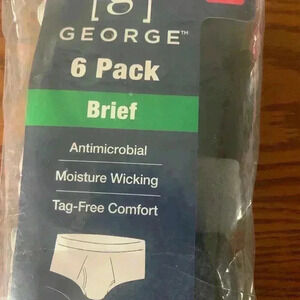 [g]
GEORGE™
6 Pack
Brief
Antimicrobial
Moisture Wicking
Tag-Free Comfort